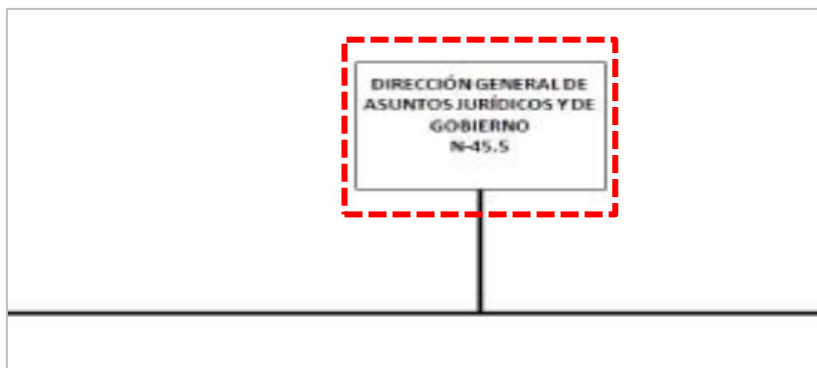 DIRECCIÓN GENERAL DE
ASUNTOS JURÍDICOS Y DE
GOBIERNO
N-45.5